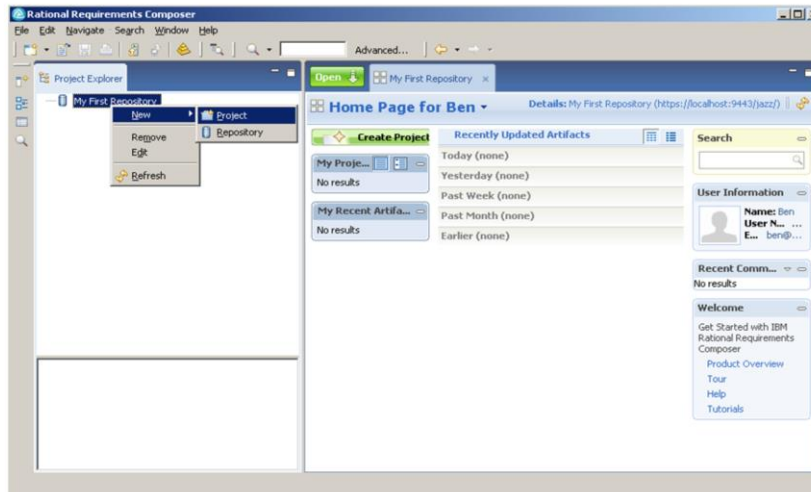 Rational Requirements Composer
File Edit Navigate Search Window Help
Advanced...
Project Explorer
My First Repository
New
Remove
Edit
Refresh
Project
Repository
Open
My First Repository
Home Page for Ben
Details: My First Repository (https://localhost:9443/jazz/)
Create Project
My Proje...
No results
My Recent Artifa...
No results
Recently Updated Artifacts
Today (none)
Yesterday (none)
Past Week (none)
Past Month (none)
Earlier (none)
Search
User Information
Name: Ben
User N... ...
E... ben@...
Recent Comm...
No results
Welcome
Get Started with IBM
Rational Requirements
Composer
Product Overview
Tour
Help
Tutorials